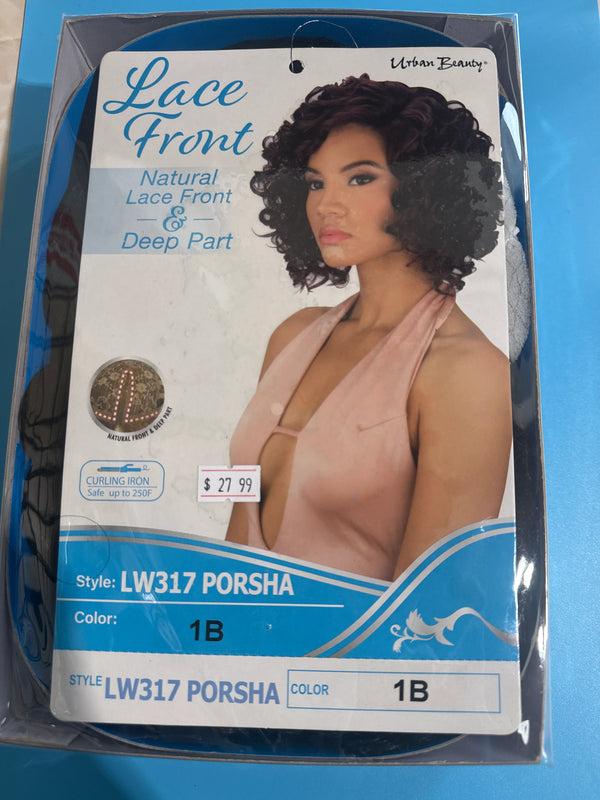 Urban Beauty®
Lace
Front
Natural
Lace Front
&
Deep Part
NATURAL FRONT & DEEP PART
CURLING IRON
Safe up to 250F
$ 27 99
Style: LW317 PORSHA
Color: 1B
STYLE LW317 PORSHA COLOR 1B